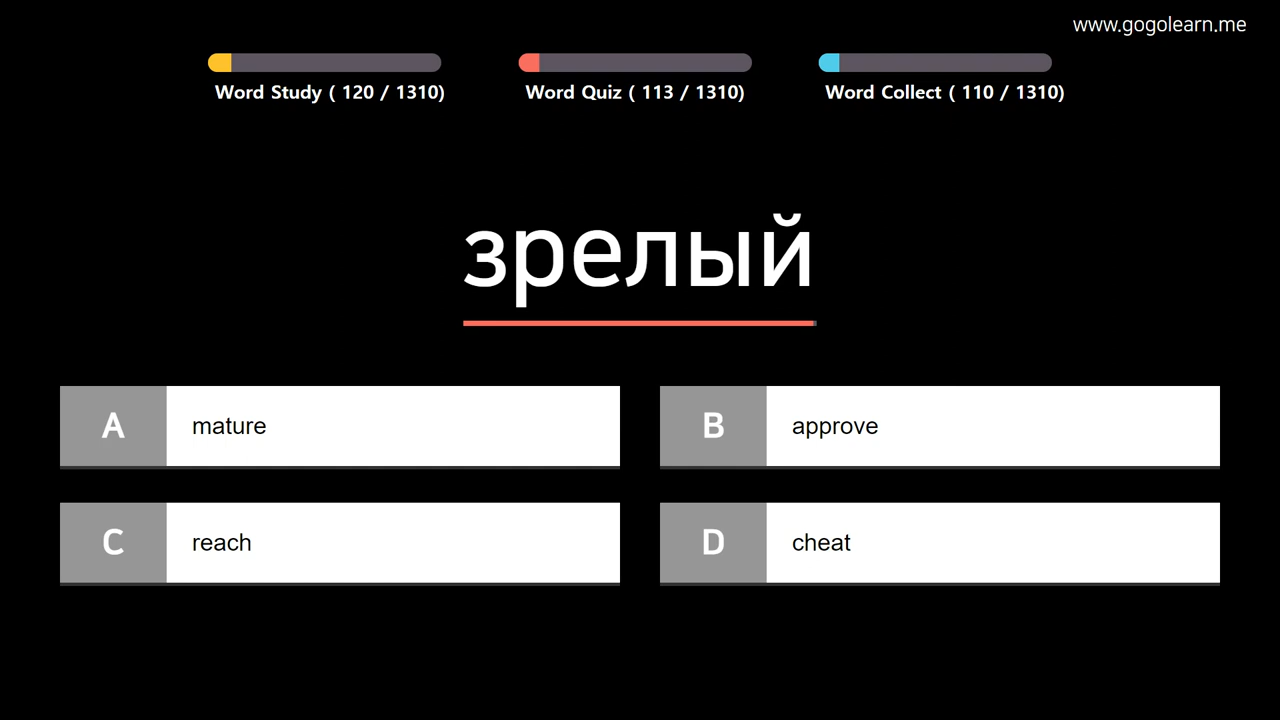 www.gogolearn.me
Word Study ( 120 / 1310)
Word Quiz ( 113 / 1310)
Word Collect ( 110 / 1310)
зрелый
A mature
B approve
C reach
D cheat